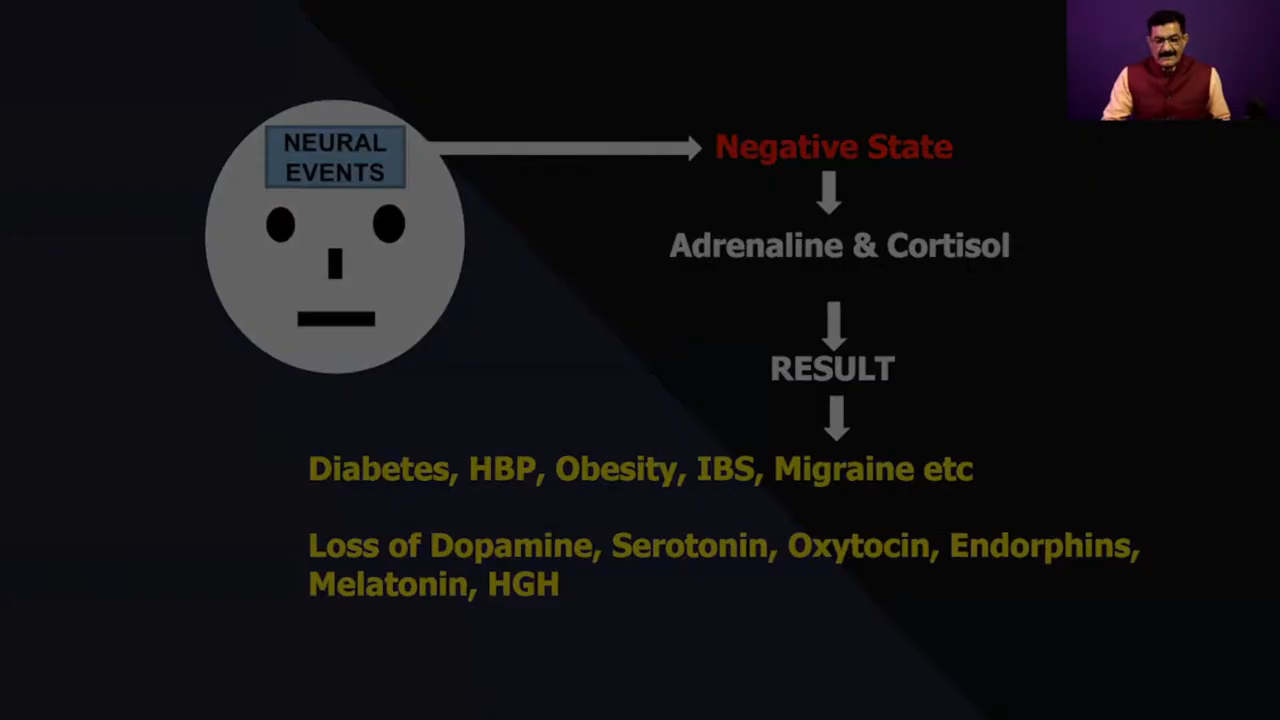 NEURAL
EVENTS
Negative State
Adrenaline & Cortisol
RESULT
Diabetes, HBP, Obesity, IBS, Migraine etc
Loss of Dopamine, Serotonin, Oxytocin, Endorphins,
Melatonin, HGH